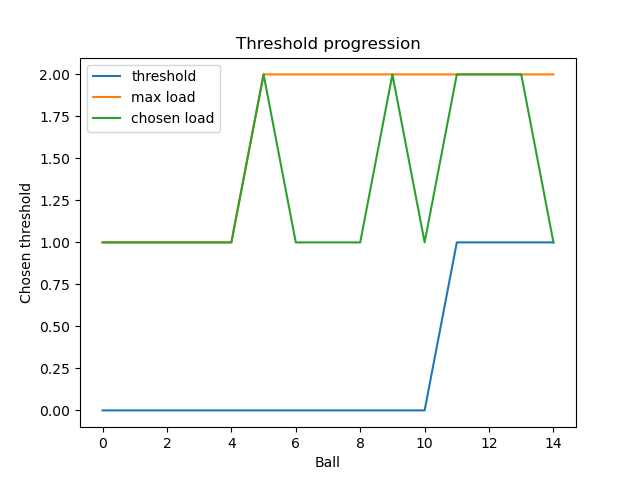 Threshold progression
threshold
max load
chosen load
Chosen threshold
2.00
1.75
1.50
1.25
1.00
0.75
0.50
0.25
0.00
0 2 4 6 8 10 12 14
Ball